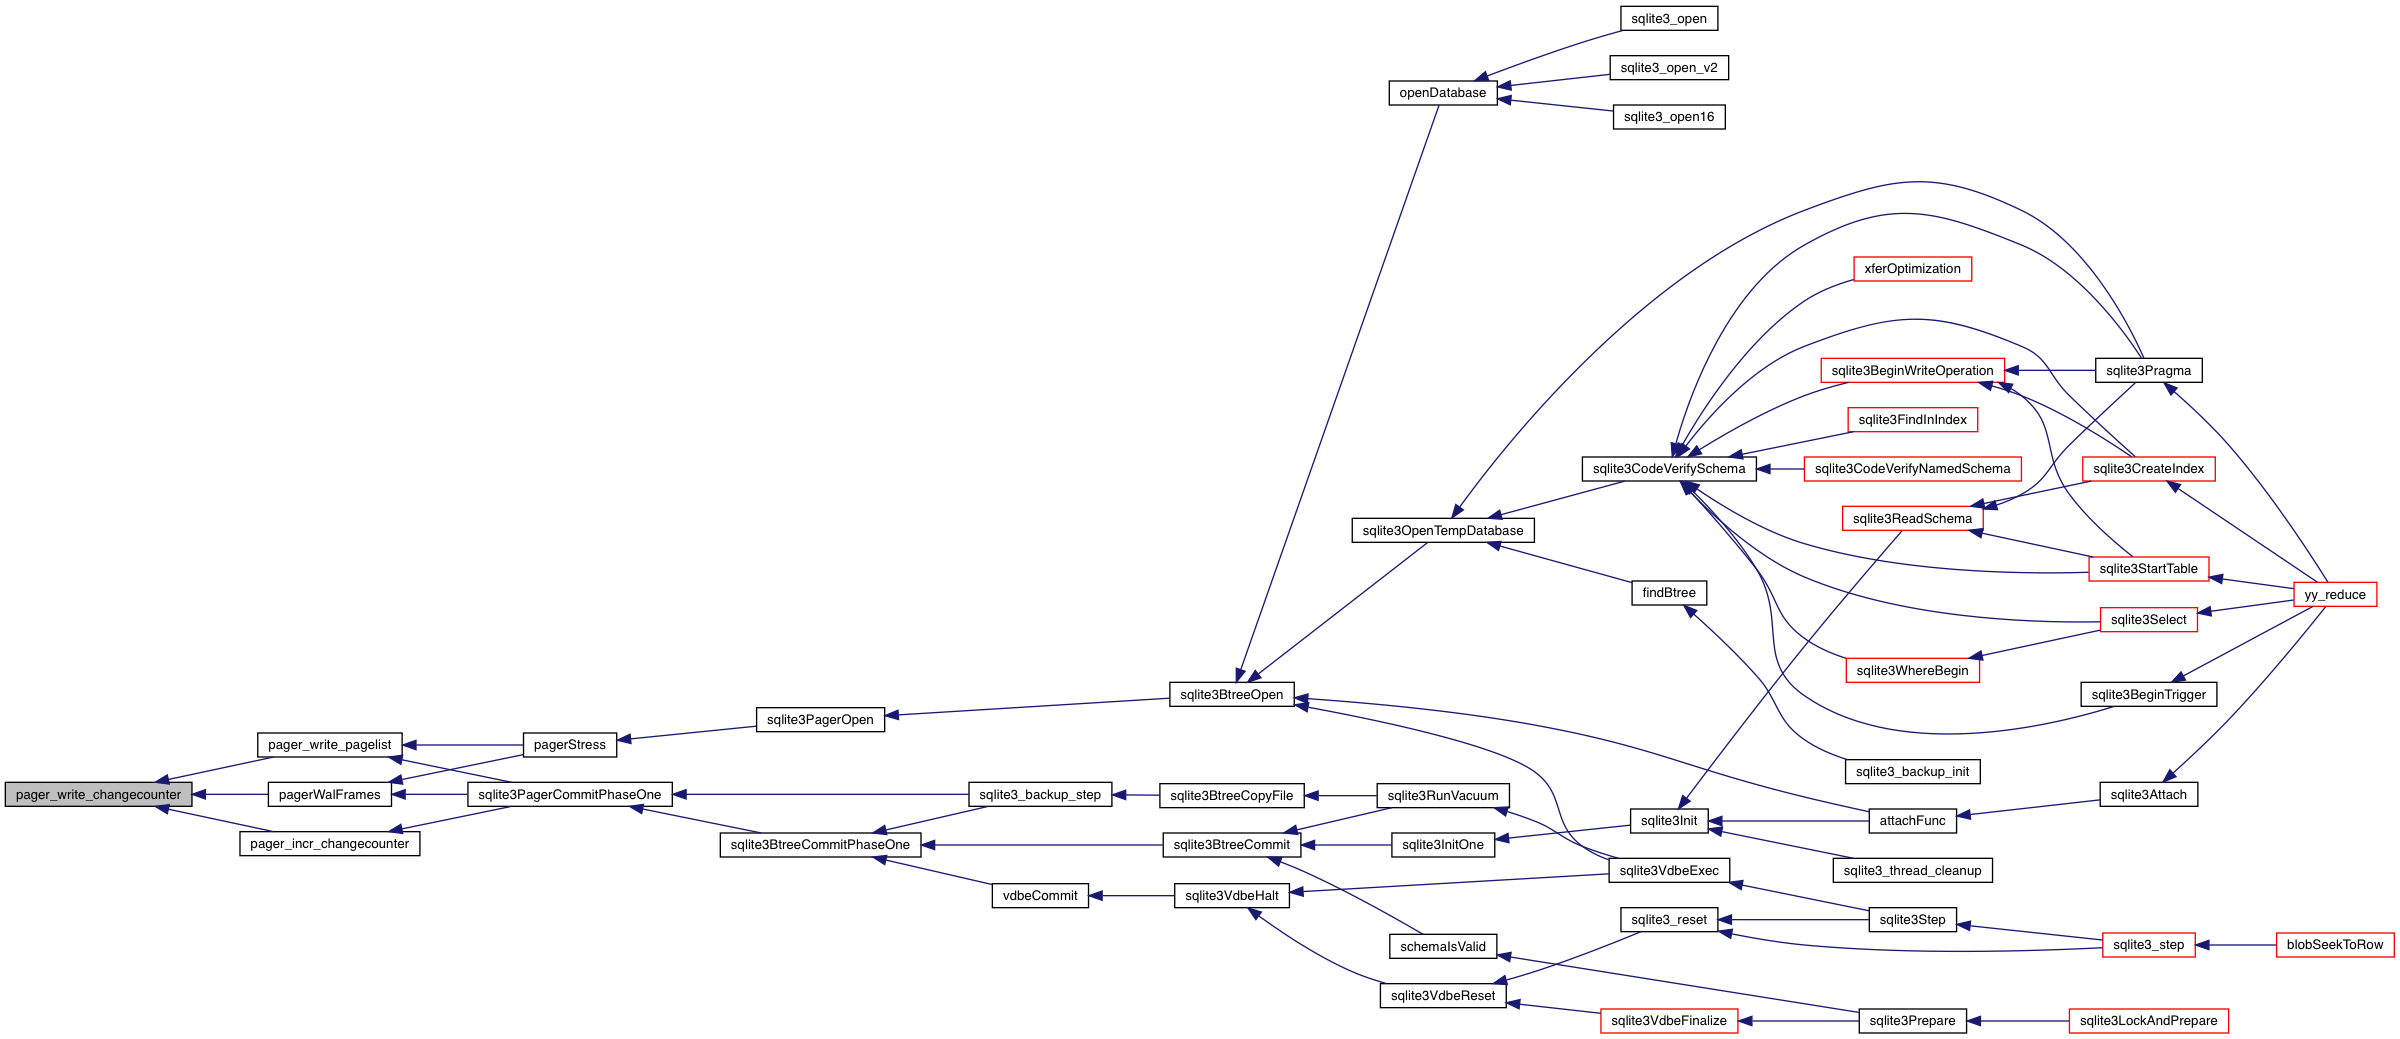 sqlite3_open
sqlite3_open_v2
openDatabase
sqlite3_open16
xferOptimization
sqlite3BeginWriteOperation
sqlite3Pragma
sqlite3FindInIndex
sqlite3CodeVerifySchema
sqlite3CodeVerifyNamedSchema
sqlite3CreateIndex
sqlite3ReadSchema
sqlite3OpenTempDatabase
sqlite3StartTable
findBtree
yy_reduce
sqlite3Select
sqlite3WhereBegin
sqlite3BtreeOpen
sqlite3BeginTrigger
sqlite3PagerOpen
pager_write_pagelist
pagerStress
sqlite3_backup_init
pager_write_changecounter
pagerWalFrames
sqlite3PagerCommitPhaseOne
sqlite3_backup_step
sqlite3BtreeCopyFile
sqlite3RunVacuum
sqlite3Attach
sqlite3Init
attachFunc
pager_incr_changecounter
sqlite3BtreeCommitPhaseOne
sqlite3BtreeCommit
sqlite3InitOne
sqlite3VdbeExec
sqlite3_thread_cleanup
vdbeCommit
sqlite3VdbeHalt
sqlite3_reset
sqlite3Step
schemaIsValid
sqlite3_step
blobSeekToRow
sqlite3VdbeReset
sqlite3VdbeFinalize
sqlite3Prepare
sqlite3LockAndPrepare